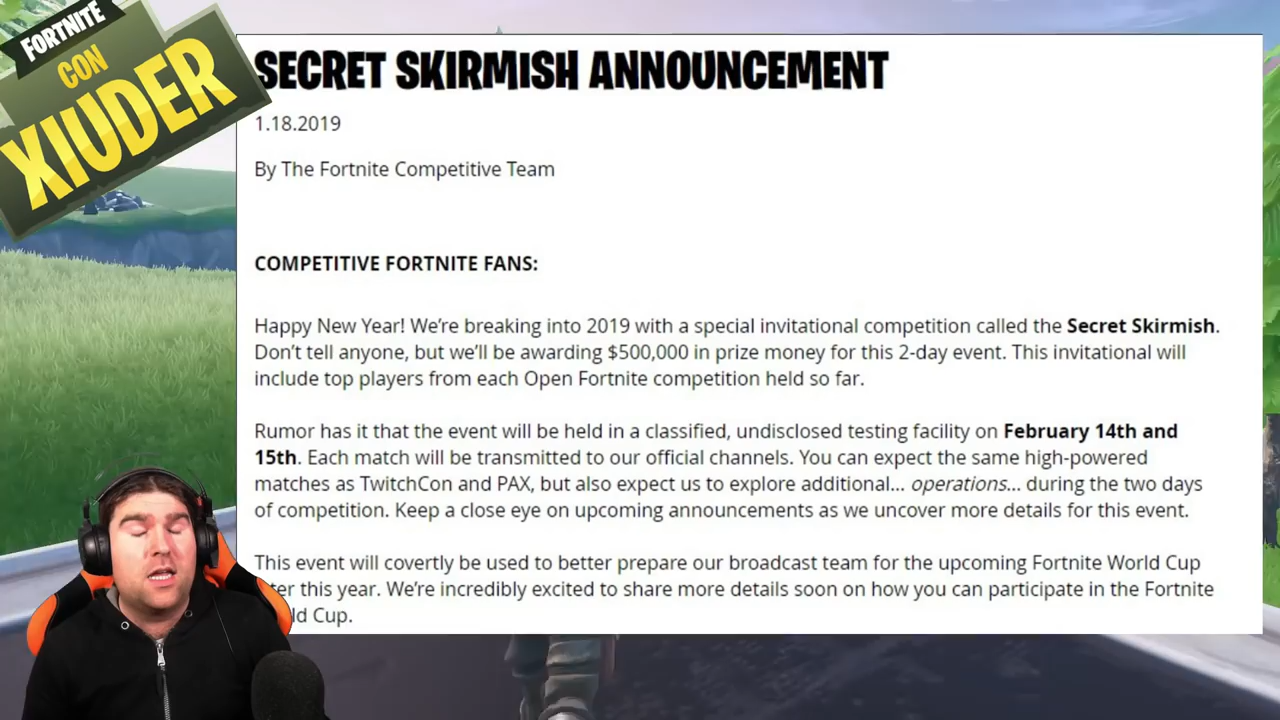 FORTNITE
CON
XIUDER
SECRET SKIRMISH ANNOUNCEMENT
1.18.2019
By The Fortnite Competitive Team
COMPETITIVE FORTNITE FANS:
Happy New Year! We're breaking into 2019 with a special invitational competition called the Secret Skirmish.
Don't tell anyone, but we'll be awarding $500,000 in prize money for this 2-day event. This invitational will
include top players from each Open Fortnite competition held so far.
Rumor has it that the event will be held in a classified, undisclosed testing facility on February 14th and
15th. Each match will be transmitted to our official channels. You can expect the same high-powered
matches as TwitchCon and PAX, but also expect us to explore additional... operations... during the two days
of competition. Keep a close eye on upcoming announcements as we uncover more details for this event.
This event will covertly be used to better prepare our broadcast team for the upcoming Fortnite World Cup
er this year. We're incredibly excited to share more details soon on how you can participate in the Fortnite
ld Cup.